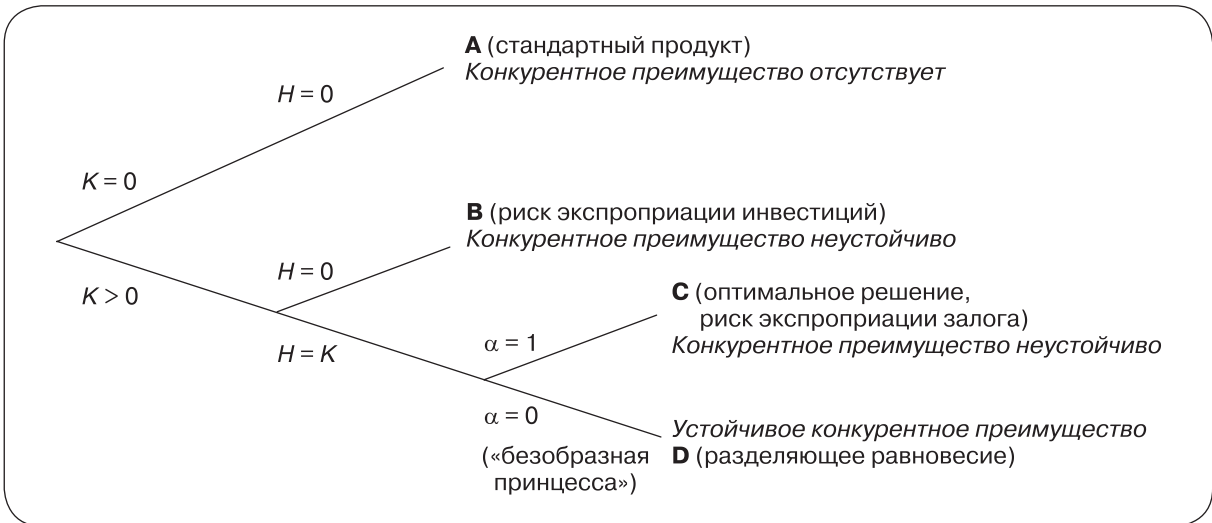 A (стандартный продукт)
Конкурентное преимущество отсутствует
H = 0
K = 0
B (риск экспроприации инвестиций)
Конкурентное преимущество неустойчиво
H = 0
K > 0
C (оптимальное решение,
риск экспроприации залога)
Конкурентное преимущество неустойчиво
α = 1
H = K
α = 0
(«безобразная
принцесса»)
Устойчивое конкурентное преимущество
D (разделяющее равновесие)